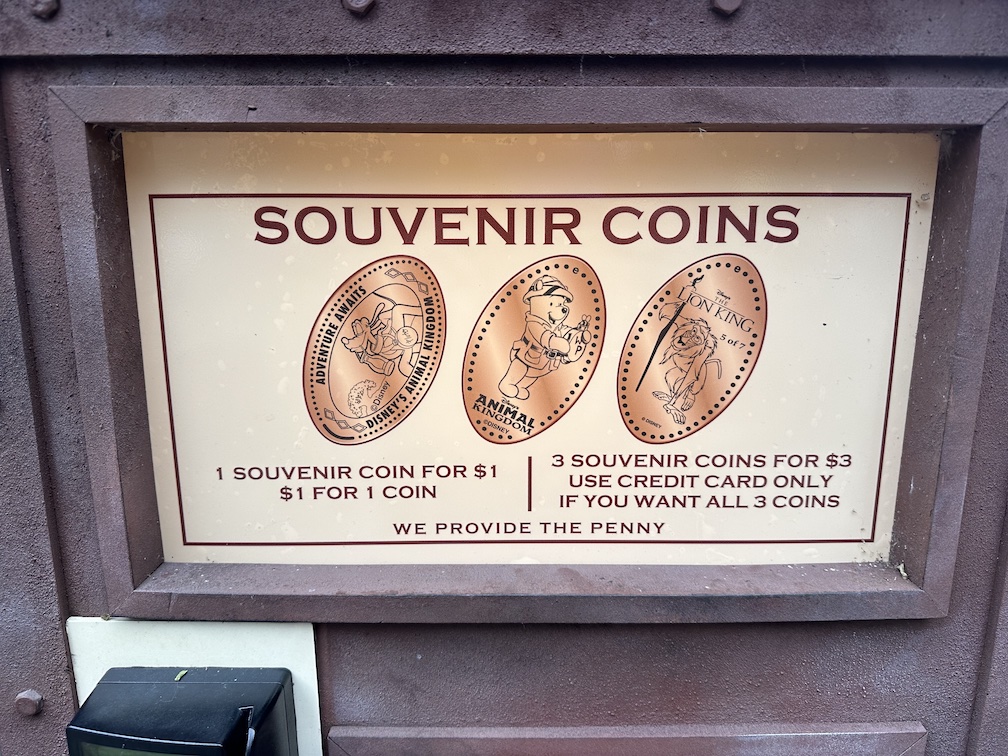 SOUVENIR COINS
ADVENTURE AWAITS
©Disney
DISNEY'S ANIMAL KINGDOM
Disney's
ANIMAL
KINGDOM
©DISNEY
Disney's
THE
LION KING
5 of 7
© DISNEY
1 SOUVENIR COIN FOR $1
$1 FOR 1 COIN
3 SOUVENIR COINS FOR $3
USE CREDIT CARD ONLY
IF YOU WANT ALL 3 COINS
WE PROVIDE THE PENNY